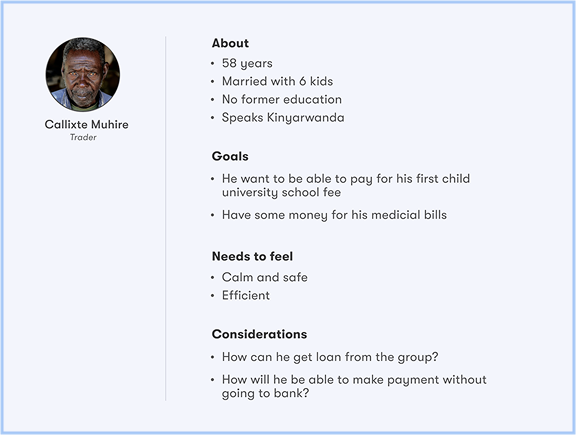 Callixte Muhire
Trader
About
• 58 years
• Married with 6 kids
• No former education
• Speaks Kinyarwanda
Goals
• He want to be able to pay for his first child
university school fee
• Have some money for his medicial bills
Needs to feel
• Calm and safe
• Efficient
Considerations
• How can he get loan from the group?
• How will he be able to make payment without
going to bank?